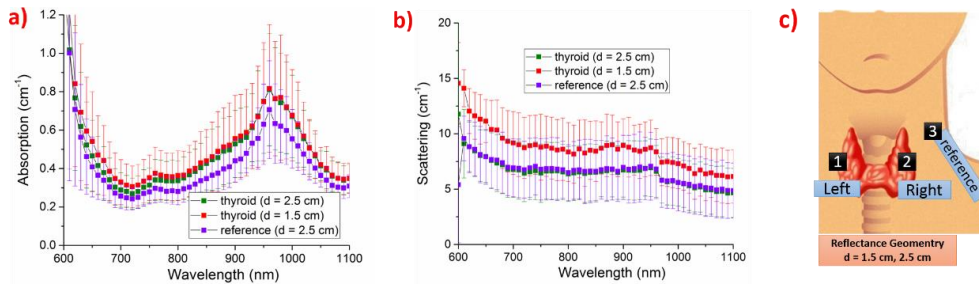 a)
Absorption (cm⁻¹)
1.2
1.0
0.8
0.6
0.4
0.2
0.0
thyroid (d = 2.5 cm)
thyroid (d = 1.5 cm)
reference (d = 2.5 cm)
600 700 800 900 1000 1100
Wavelength (nm)
b)
Scattering (cm⁻¹)
20
15
10
5
0
thyroid (d = 2.5 cm)
thyroid (d = 1.5 cm)
reference (d = 2.5 cm)
600 700 800 900 1000 1100
Wavelength (nm)
c)
1
2
3
Left
Right
reference
Reflectance Geomentry
d = 1.5 cm, 2.5 cm